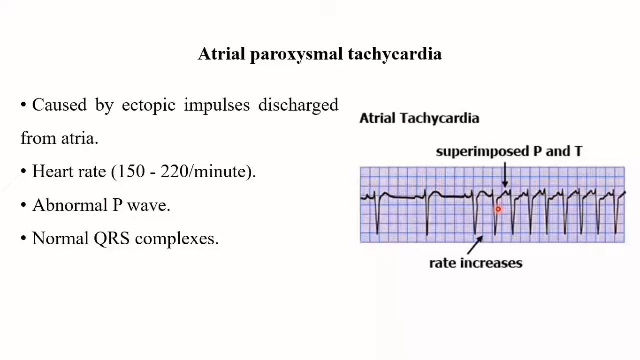 Atrial paroxysmal tachycardia
• Caused by ectopic impulses discharged
from atria.
• Heart rate (150 - 220/minute).
• Abnormal P wave.
• Normal QRS complexes.
Atrial Tachycardia
superimposed P and T
rate increases